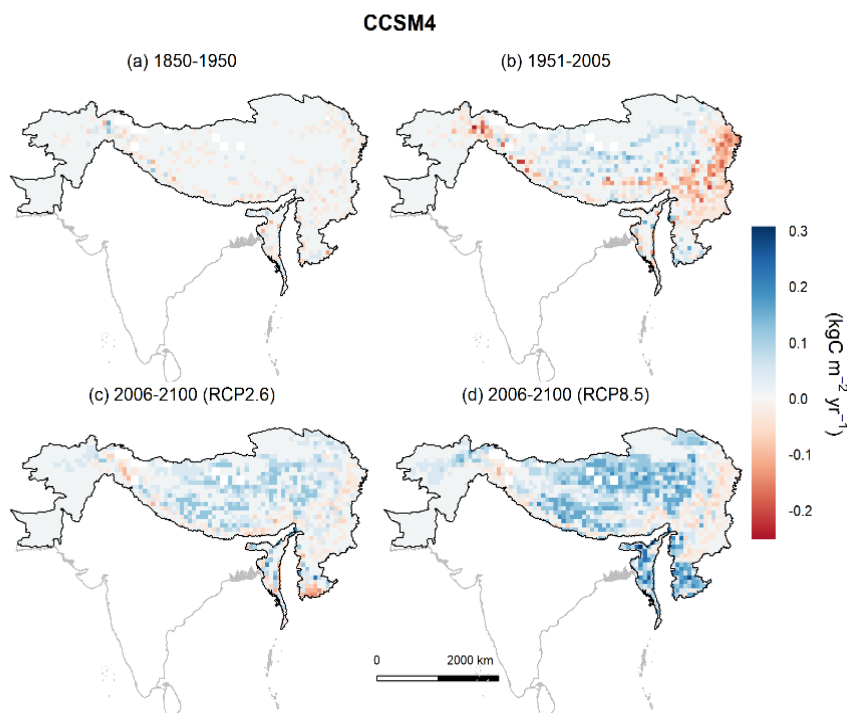 CCSM4
(a) 1850-1950
(b) 1951-2005
0.3
0.2
0.1
0.0
-0.1
-0.2
(kgC m⁻² yr⁻¹)
(c) 2006-2100 (RCP2.6)
(d) 2006-2100 (RCP8.5)
0
2000 km